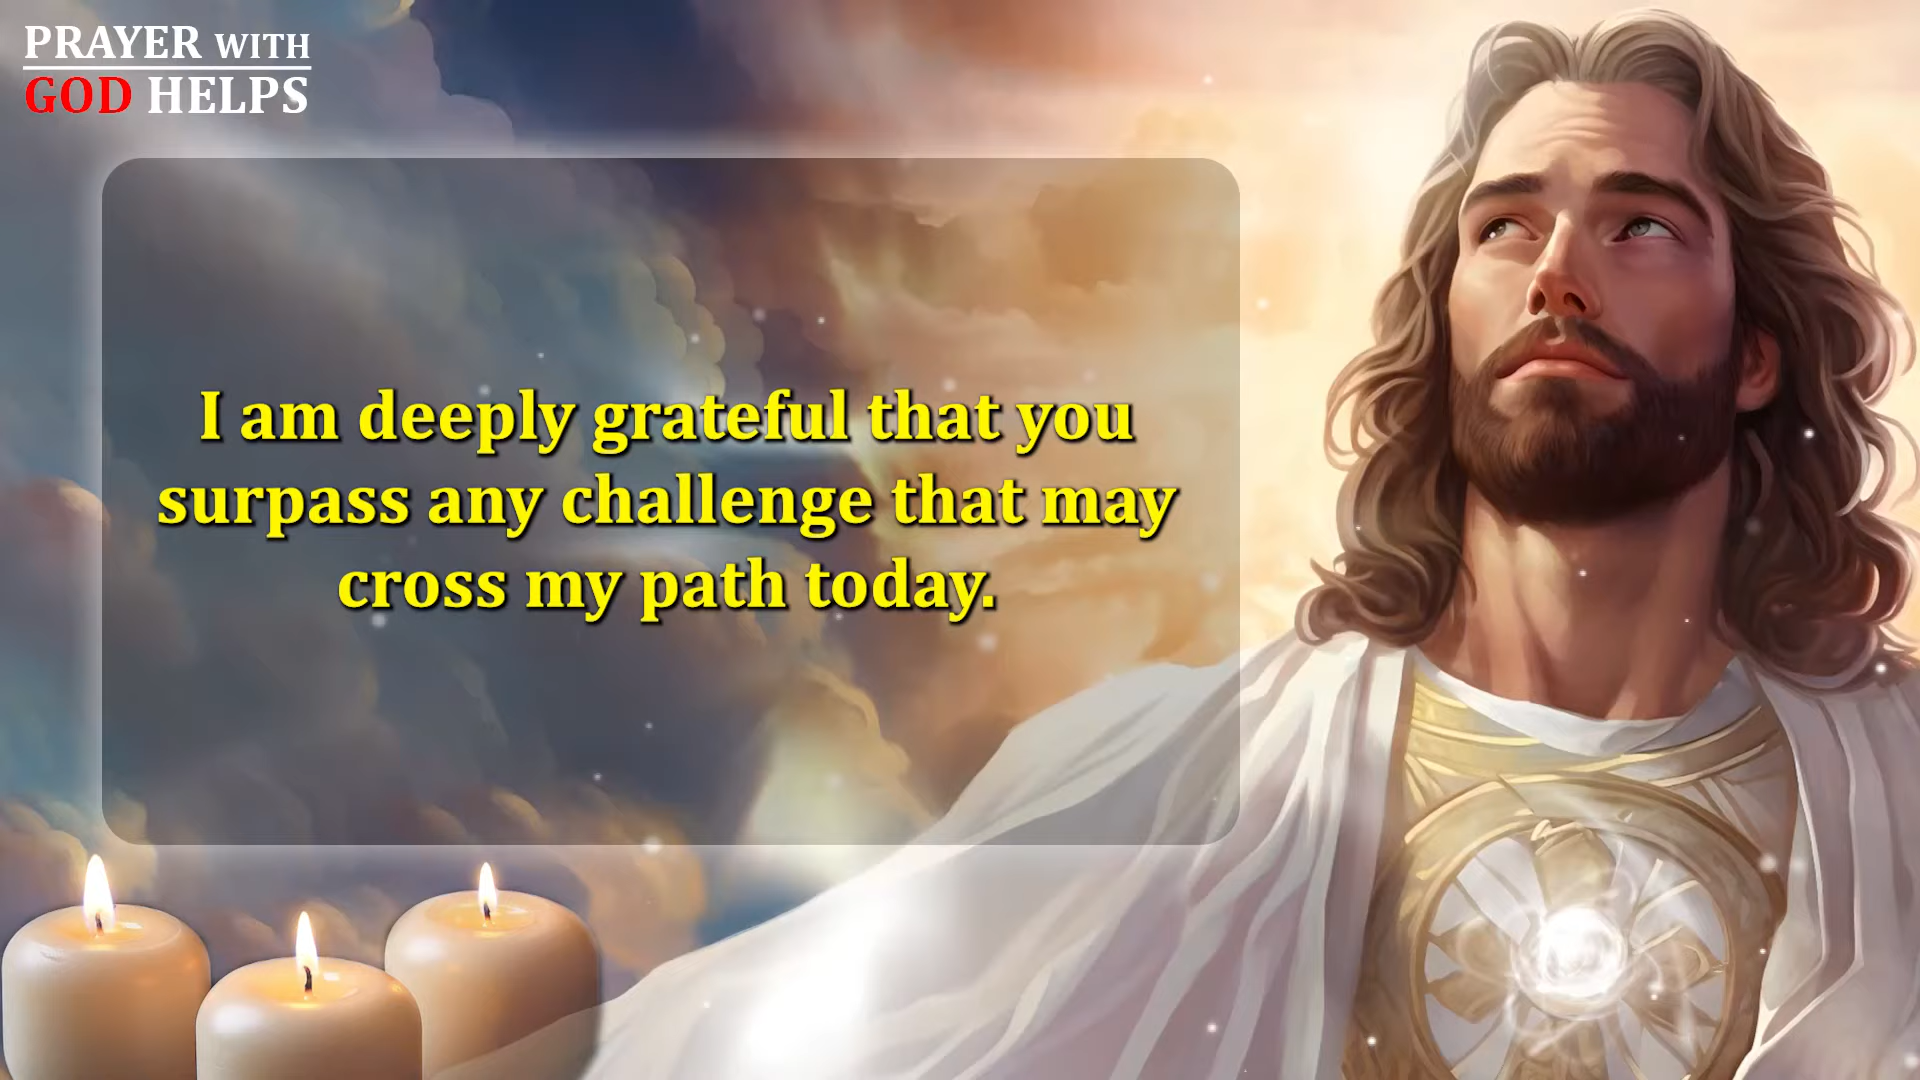 PRAYER WITH
GOD HELPS
I am deeply grateful that you
surpass any challenge that may
cross my path today.